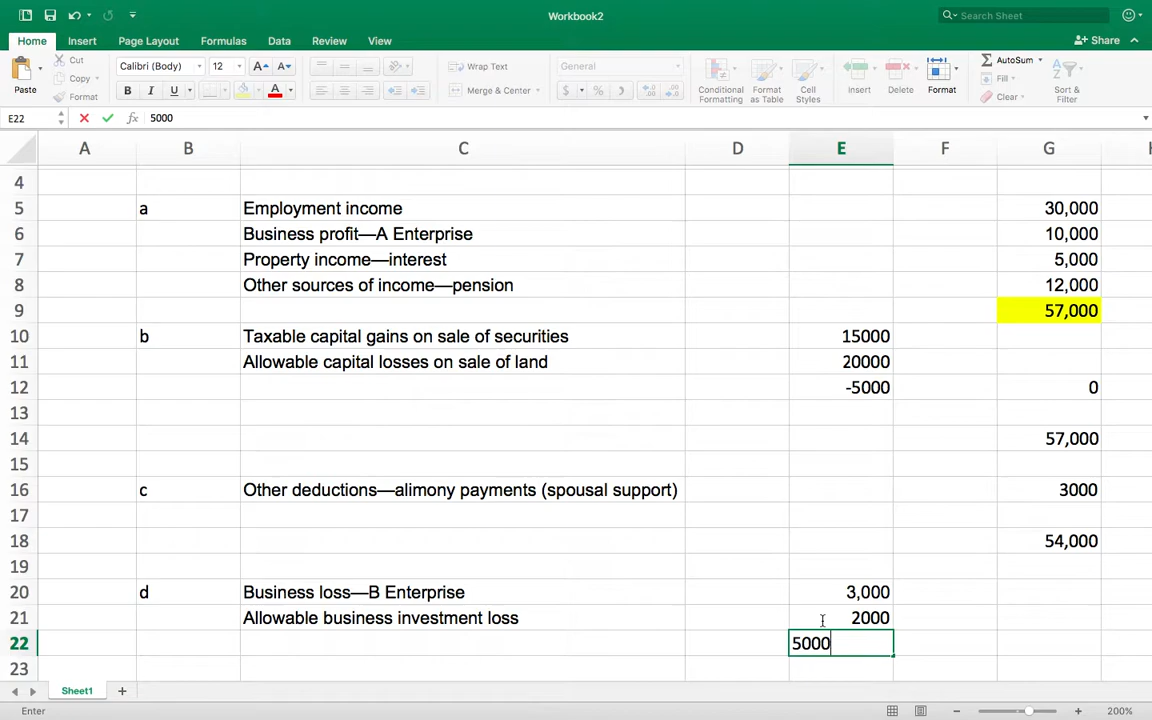 Workbook2
Search Sheet
Home Insert Page Layout Formulas Data Review View
Share
Paste
Cut
Copy
Format
Calibri (Body) 12 A A
B I U A
Wrap Text
Merge & Center
General
$ %
Conditional Formatting
Format as Table
Cell Styles
Insert
Delete
Format
AutoSum
Fill
Clear
Sort & Filter
E22 fx 5000
A B C D E F G H
4
5 a Employment income 30,000
6 Business profit—A Enterprise 10,000
7 Property income—interest 5,000
8 Other sources of income—pension 12,000
9 57,000
10 b Taxable capital gains on sale of securities 15000
11 Allowable capital losses on sale of land 20000
12 -5000 0
13
14 57,000
15
16 c Other deductions—alimony payments (spousal support) 3000
17
18 54,000
19
20 d Business loss—B Enterprise 3,000
21 Allowable business investment loss 2000
22 5000
23
Sheet1
Enter 200%